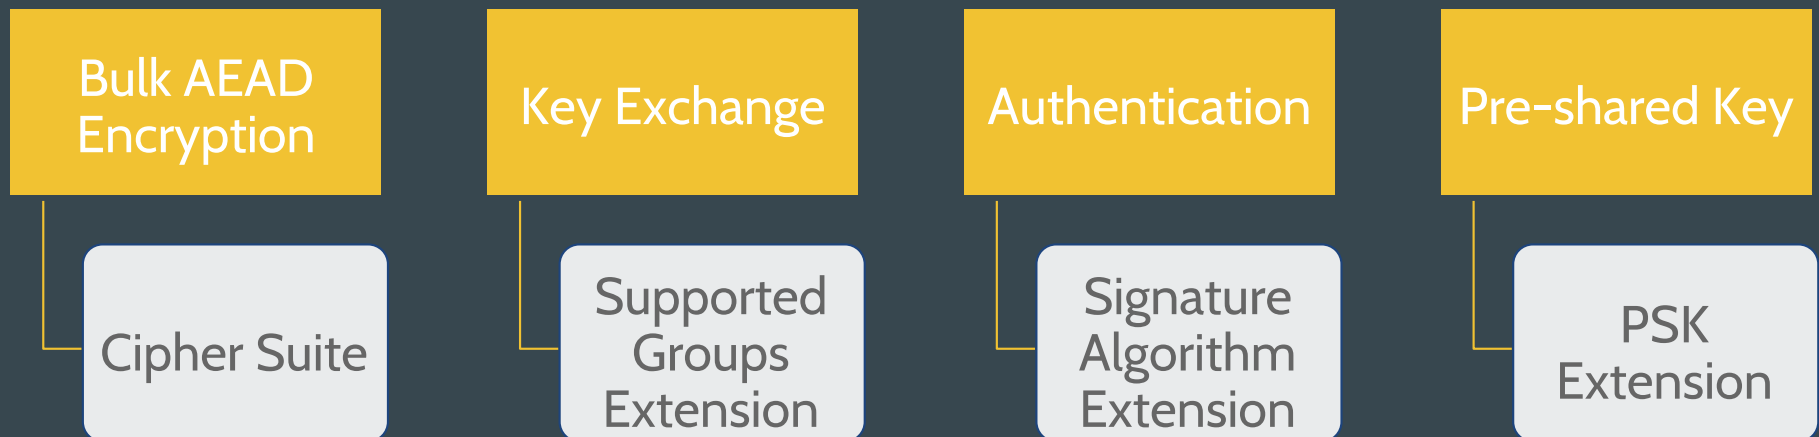 Bulk AEAD
Encryption
Key Exchange
Authentication
Pre-shared Key
Cipher Suite
Supported
Groups
Extension
Signature
Algorithm
Extension
PSK
Extension